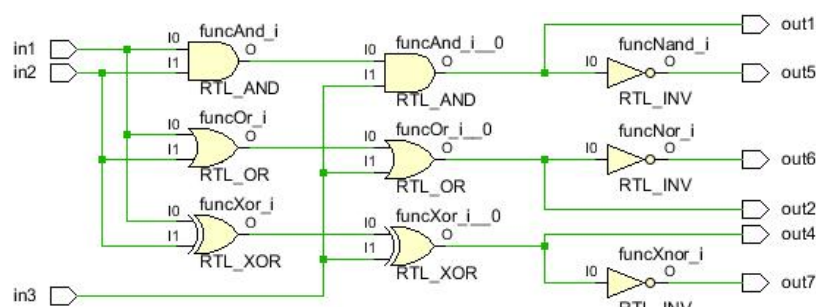 funcAnd_i
in1
I0
O
funcAnd_i__0
out1
in2
I1
I0
O
funcNand_i
RTL_AND
I1
I0
O
out5
RTL_AND
RTL_INV
funcOr_i
funcOr_i__0
I0
O
I0
O
funcNor_i
I1
I1
I0
O
out6
RTL_OR
RTL_OR
RTL_INV
funcXor_i
funcXor_i__0
out2
I0
O
I0
O
out4
I1
I1
funcXnor_i
RTL_XOR
RTL_XOR
I0
O
out7
in3
RTL_INV